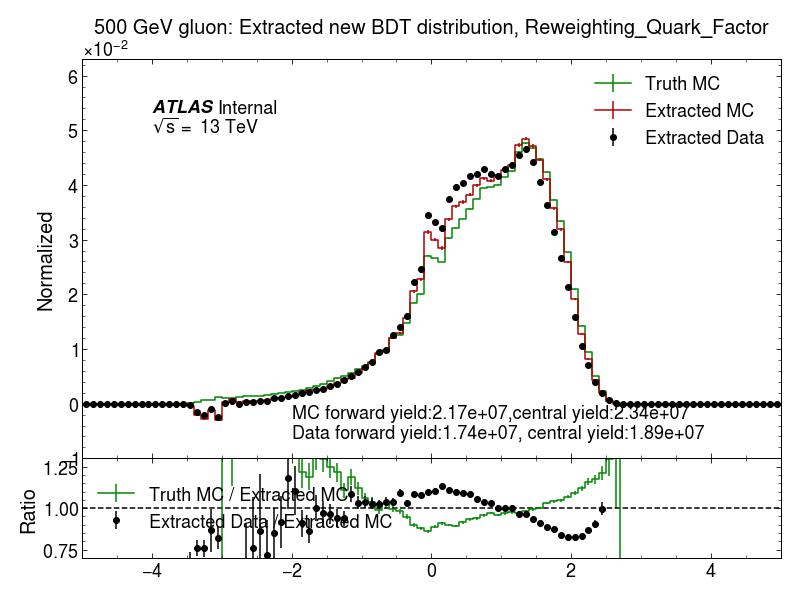 500 GeV gluon: Extracted new BDT distribution, Reweighting_Quark_Factor
×10−2
6
5
4
3
2
1
0
1
Normalized
ATLAS Internal
√s = 13 TeV
Truth MC
Extracted MC
Extracted Data
MC forward yield:2.17e+07,central yield:2.34e+07
Data forward yield:1.74e+07, central yield:1.89e+07
1.25
1.00
0.75
Ratio
Truth MC / Extracted MC
Extracted Data / Extracted MC
−4
−2
0
2
4